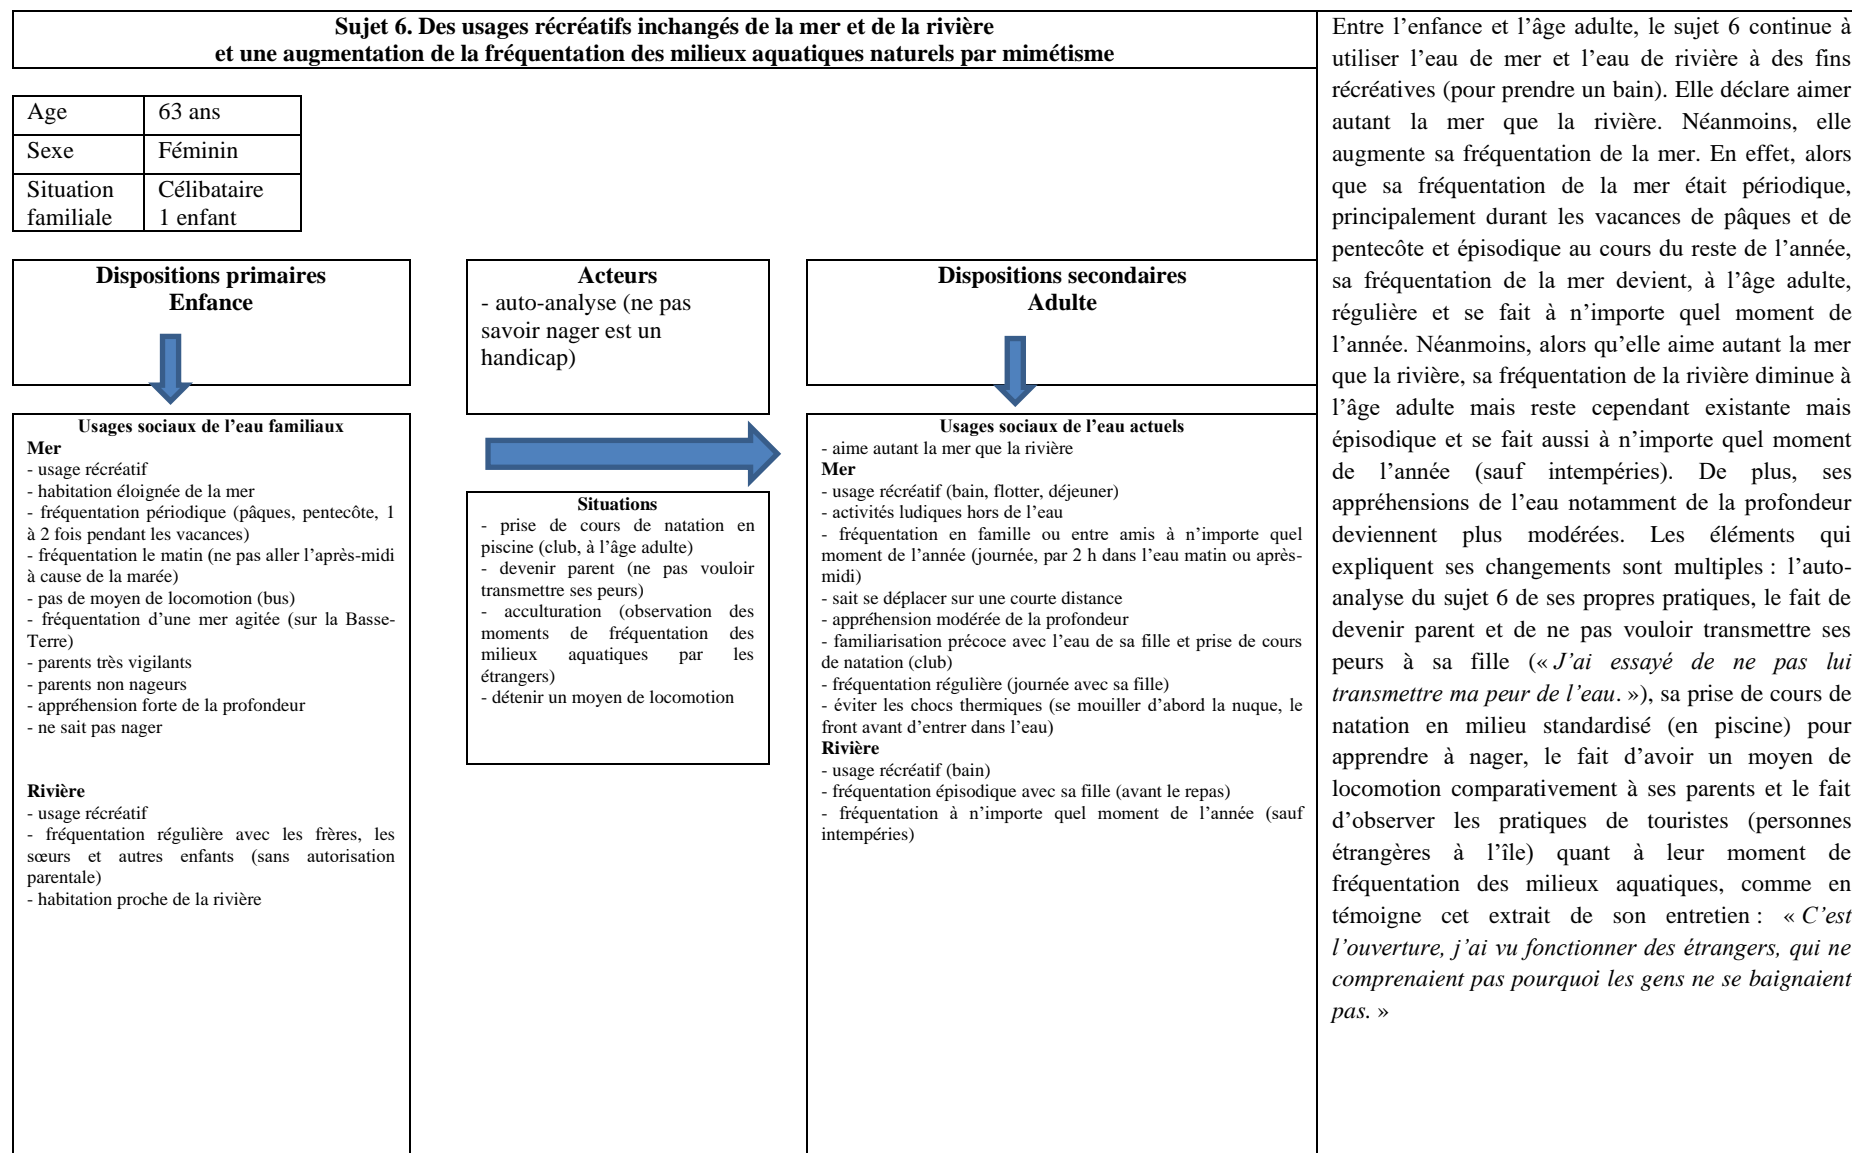 Sujet 6. Des usages récréatifs inchangés de la mer et de la rivière
et une augmentation de la fréquentation des milieux aquatiques naturels par mimétisme
Age
63 ans
Sexe
Féminin
Situation
familiale
Célibataire
1 enfant
Dispositions primaires
Enfance
Usages sociaux de l’eau familiaux
Mer
- usage récréatif
- habitation éloignée de la mer
- fréquentation périodique (pâques, pentecôte, 1
à 2 fois pendant les vacances)
- fréquentation le matin (ne pas aller l’après-midi
à cause de la marée)
- pas de moyen de locomotion (bus)
- fréquentation d’une mer agitée (sur la Basse-
Terre)
- parents très vigilants
- parents non nageurs
- appréhension forte de la profondeur
- ne sait pas nager
Rivière
- usage récréatif
- fréquentation régulière avec les frères, les
sœurs et autres enfants (sans autorisation
parentale)
- habitation proche de la rivière
Acteurs
- auto-analyse (ne pas
savoir nager est un
handicap)
Situations
- prise de cours de natation en
piscine (club, à l’âge adulte)
- devenir parent (ne pas vouloir
transmettre ses peurs)
- acculturation (observation des
moments de fréquentation des
milieux aquatiques par les
étrangers)
- détenir un moyen de locomotion
Dispositions secondaires
Adulte
Usages sociaux de l’eau actuels
- aime autant la mer que la rivière
Mer
- usage récréatif (bain, flotter, déjeuner)
- activités ludiques hors de l’eau
- fréquentation en famille ou entre amis à n’importe quel
moment de l’année (journée, par 2 h dans l’eau matin ou après-
midi)
- sait se déplacer sur une courte distance
- appréhension modérée de la profondeur
- familiarisation précoce avec l’eau de sa fille et prise de cours
de natation (club)
- fréquentation régulière (journée avec sa fille)
- éviter les chocs thermiques (se mouiller d’abord la nuque, le
front avant d’entrer dans l’eau)
Rivière
- usage récréatif (bain)
- fréquentation épisodique avec sa fille (avant le repas)
- fréquentation à n’importe quel moment de l’année (sauf
intempéries)
Entre l’enfance et l’âge adulte, le sujet 6 continue à
utiliser l’eau de mer et l’eau de rivière à des fins
récréatives (pour prendre un bain). Elle déclare aimer
autant la mer que la rivière. Néanmoins, elle
augmente sa fréquentation de la mer. En effet, alors
que sa fréquentation de la mer était périodique,
principalement durant les vacances de pâques et de
pentecôte et épisodique au cours du reste de l’année,
sa fréquentation de la mer devient, à l’âge adulte,
régulière et se fait à n’importe quel moment de
l’année. Néanmoins, alors qu’elle aime autant la mer
que la rivière, sa fréquentation de la rivière diminue à
l’âge adulte mais reste cependant existante mais
épisodique et se fait aussi à n’importe quel moment
de l’année (sauf intempéries). De plus, ses
appréhensions de l’eau notamment de la profondeur
deviennent plus modérées. Les éléments qui
expliquent ses changements sont multiples : l’auto-
analyse du sujet 6 de ses propres pratiques, le fait de
devenir parent et de ne pas vouloir transmettre ses
peurs à sa fille (« J’ai essayé de ne pas lui
transmettre ma peur de l’eau. »), sa prise de cours de
natation en milieu standardisé (en piscine) pour
apprendre à nager, le fait d’avoir un moyen de
locomotion comparativement à ses parents et le fait
d’observer les pratiques de touristes (personnes
étrangères à l’île) quant à leur moment de
fréquentation des milieux aquatiques, comme en
témoigne cet extrait de son entretien : « C’est
l’ouverture, j’ai vu fonctionner des étrangers, qui ne
comprenaient pas pourquoi les gens ne se baignaient
pas. »